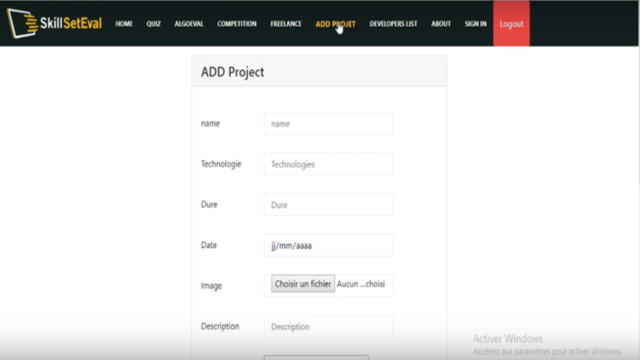 SkillSetEval HOME QUIZ ALGOEVAL COMPETITION FREELANCE ADD PROJET DEVELOPERS LIST ABOUT SIGN IN Logout
ADD Project
name name
Technologie Technologies
Dure Dure
Date jj/mm/aaaa
Image Choisir un fichier Aucun ...choisi
Description Description
Activer Windows
Accédez aux paramètres pour activer Windows.